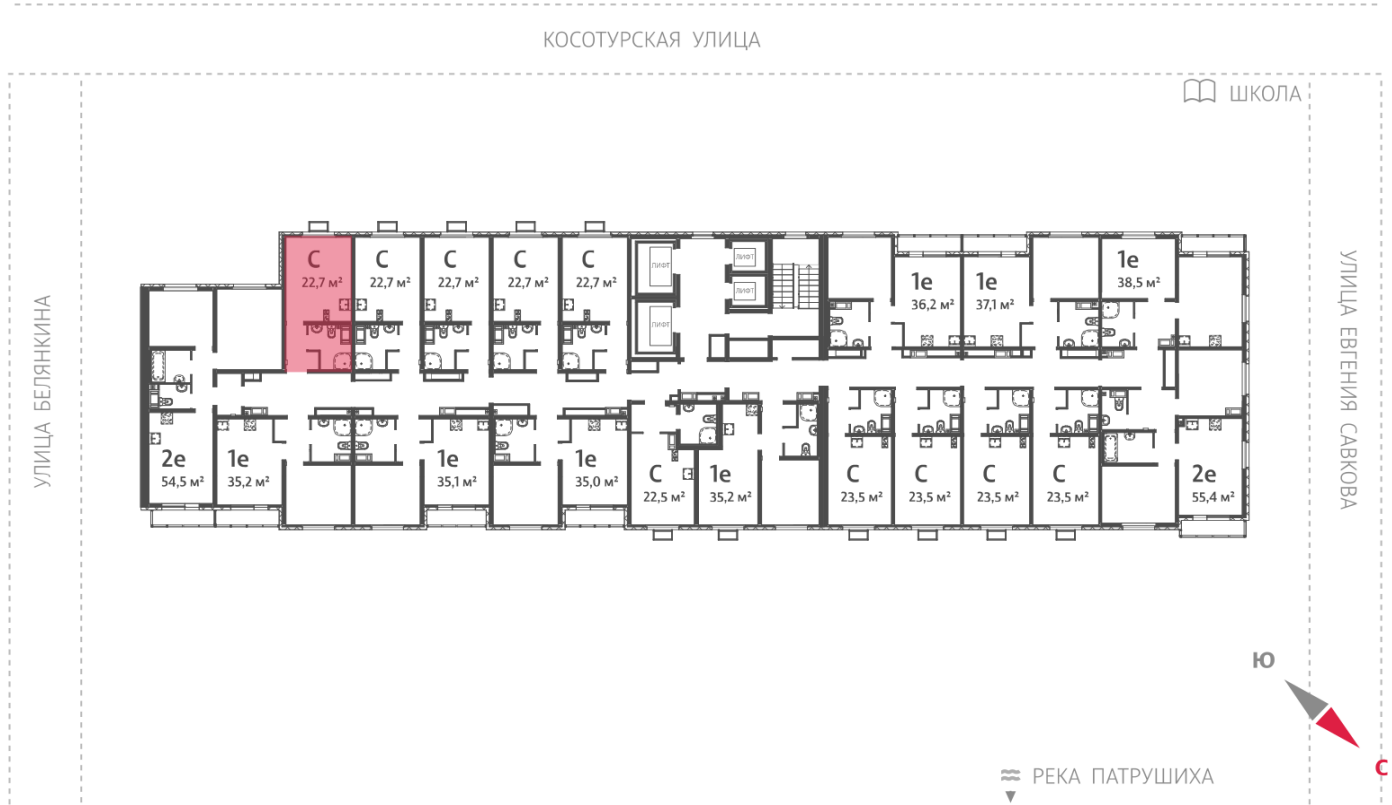 КОСОТУРСКАЯ УЛИЦА
ШКОЛА
УЛИЦА БЕЛЯНКИНА
УЛИЦА ЕВГЕНИЯ САВКОВА
С
22,7 м²
С
22,7 м²
С
22,7 м²
С
22,7 м²
С
22,7 м²
ЛИФТ
ЛИФТ
ЛИФТ
ЛИФТ
1е
36,2 м²
1е
37,1 м²
1е
38,5 м²
2е
54,5 м²
1е
35,2 м²
1е
35,1 м²
1е
35,0 м²
С
22,5 м²
1е
35,2 м²
С
23,5 м²
С
23,5 м²
С
23,5 м²
С
23,5 м²
2е
55,4 м²
Ю
С
РЕКА ПАТРУШИХА